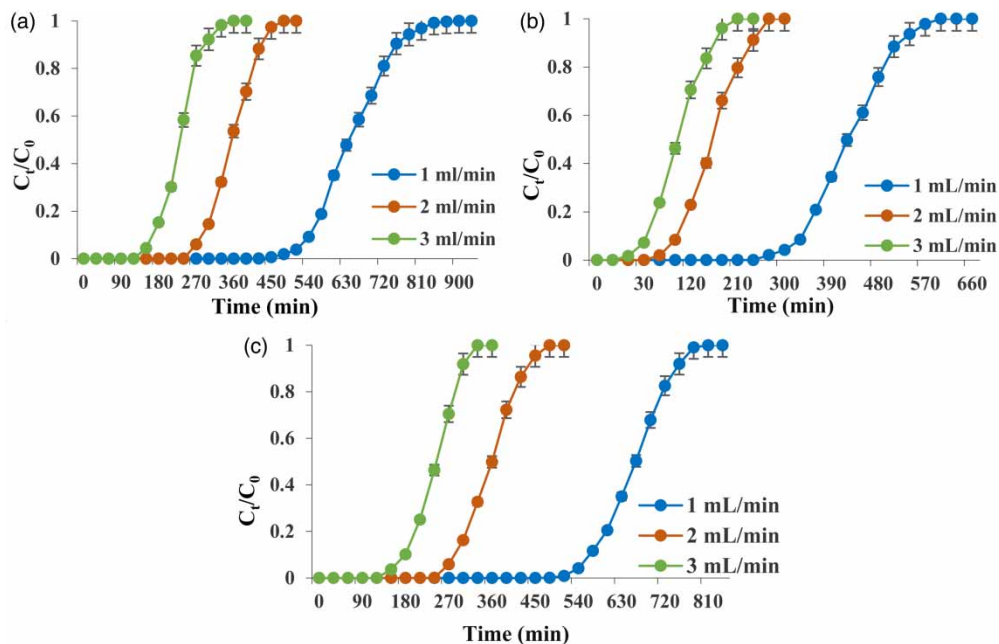 (a)
1
0.8
0.6
0.4
0.2
0
Ct/C0
1 ml/min
2 ml/min
3 ml/min
0 90 180 270 360 450 540 630 720 810 900
Time (min)
(b)
1
0.8
0.6
0.4
0.2
0
Ct/C0
1 mL/min
2 mL/min
3 mL/min
0 30 120 210 300 390 480 570 660
Time (min)
(c)
1
0.8
0.6
0.4
0.2
0
Ct/C0
1 mL/min
2 mL/min
3 mL/min
0 90 180 270 360 450 540 630 720 810
Time (min)